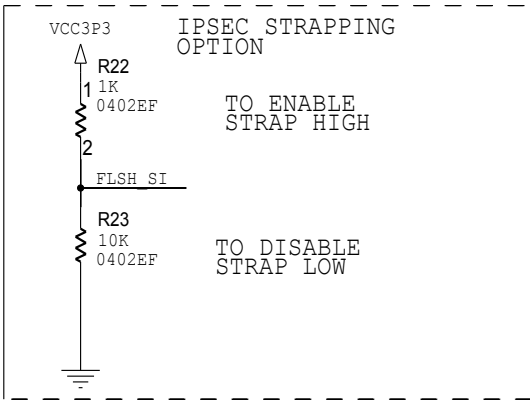 VCC3P3
IPSEC STRAPPING
OPTION
R22
1
1K
0402EF
TO ENABLE
STRAP HIGH
2
FLSH_SI
R23
10K
0402EF
TO DISABLE
STRAP LOW